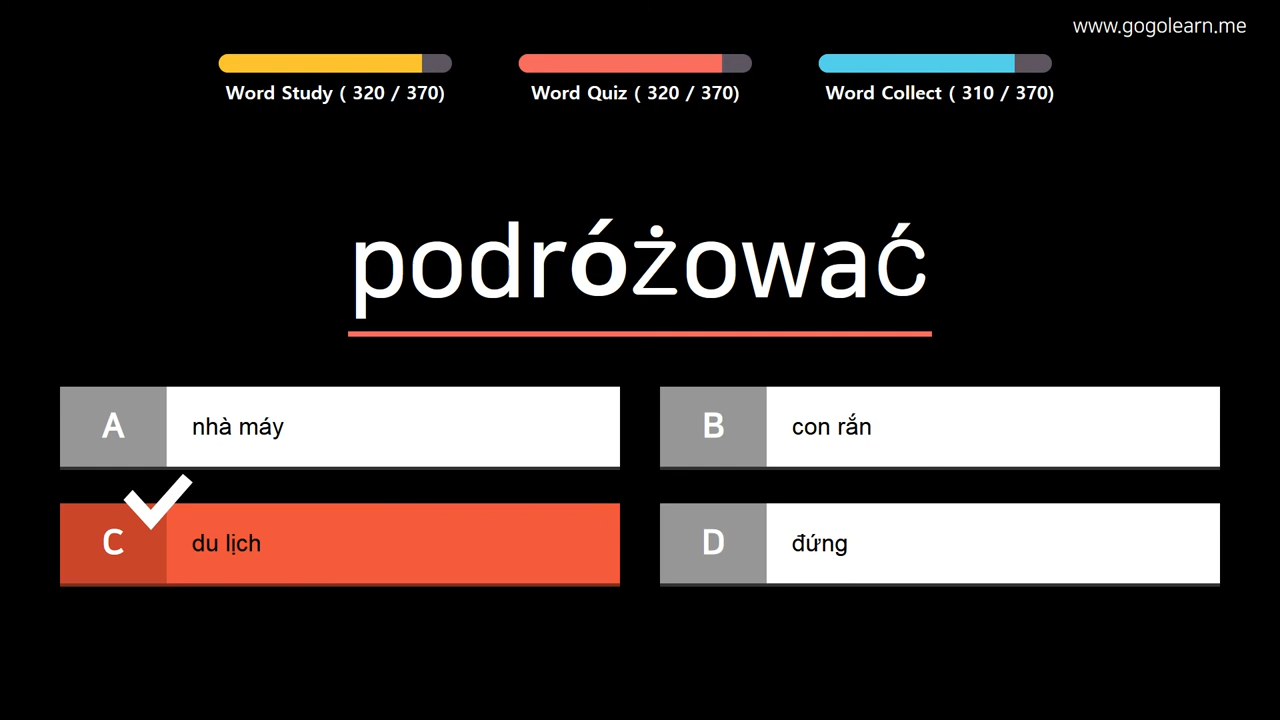 www.gogolearn.me
Word Study ( 320 / 370)
Word Quiz ( 320 / 370)
Word Collect ( 310 / 370)
podróżować
A
nhà máy
B
con rắn
C
du lịch
D
đứng